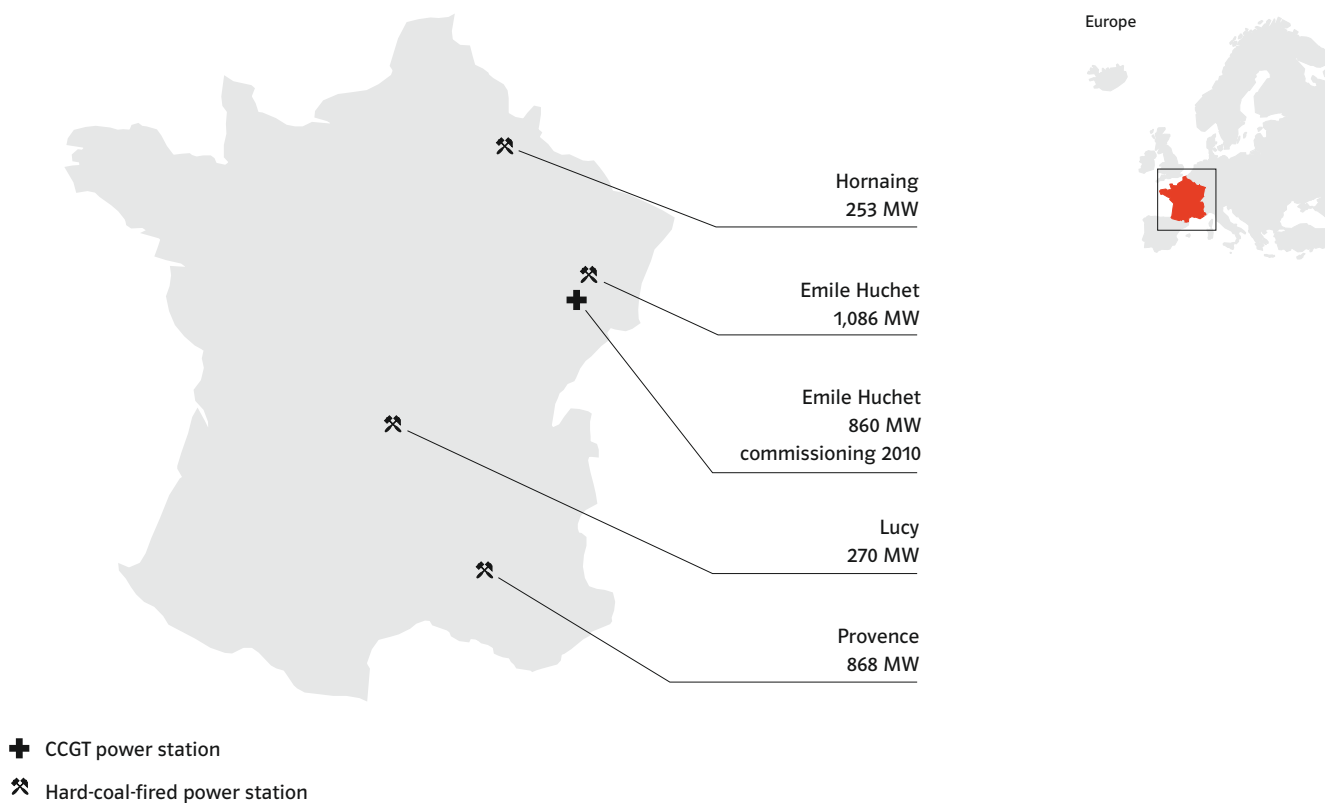 Europe
Hornaing
253 MW
Emile Huchet
1,086 MW
Emile Huchet
860 MW
commissioning 2010
Lucy
270 MW
Provence
868 MW
CCGT power station
Hard-coal-fired power station